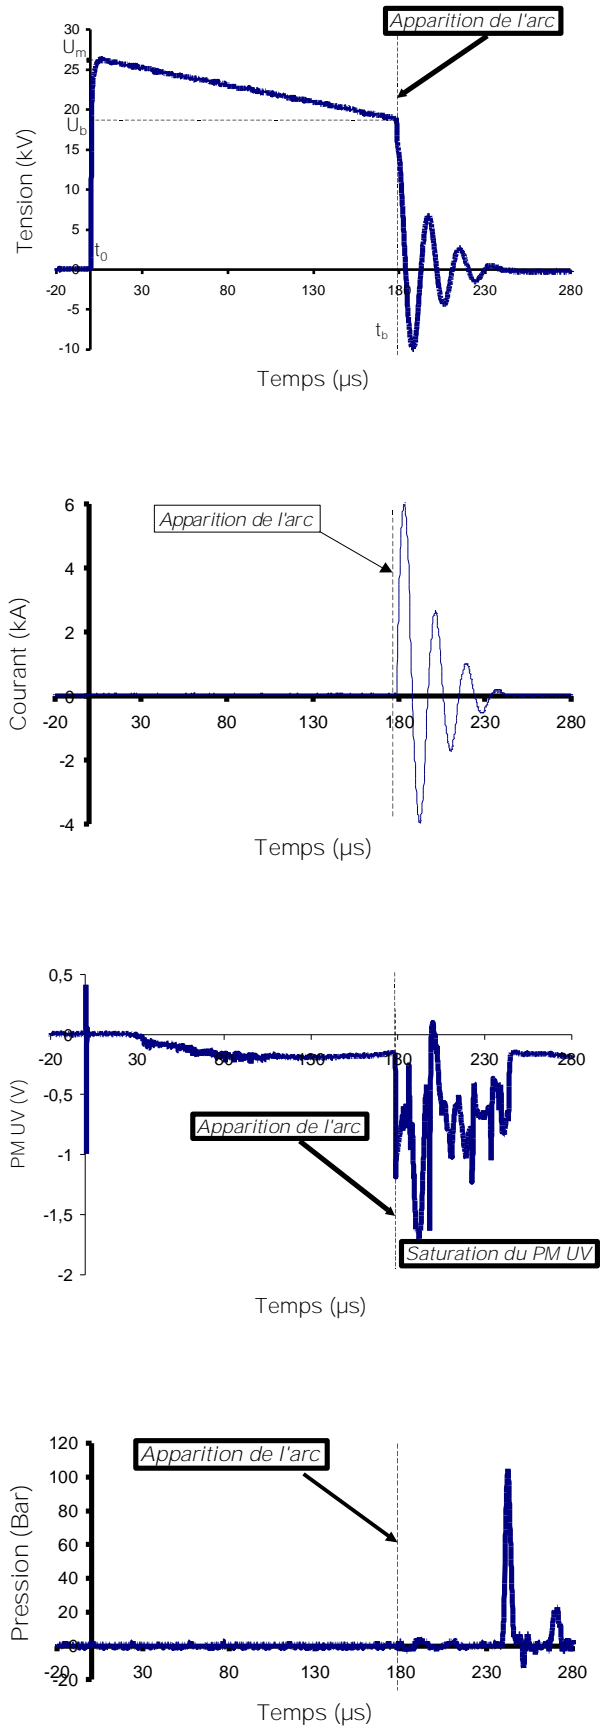 Apparition de l'arc
30
U_m
25
20
U_b
15
10
5
t_0
0
-20 30 80 130 180 230 280
-5
t_b
-10
Tension (kV)
Temps (µs)
6
Apparition de l'arc
4
2
0
-20 30 80 130 180 230 280
-2
-4
Courant (kA)
Temps (µs)
0,5
0
-20 30 80 130 180 230 280
-0,5
Apparition de l'arc
-1
-1,5
Saturation du PM UV
-2
PM UV (V)
Temps (µs)
120
Apparition de l'arc
100
80
60
40
20
0
-20 30 80 130 180 230 280
-20
Pression (Bar)
Temps (µs)